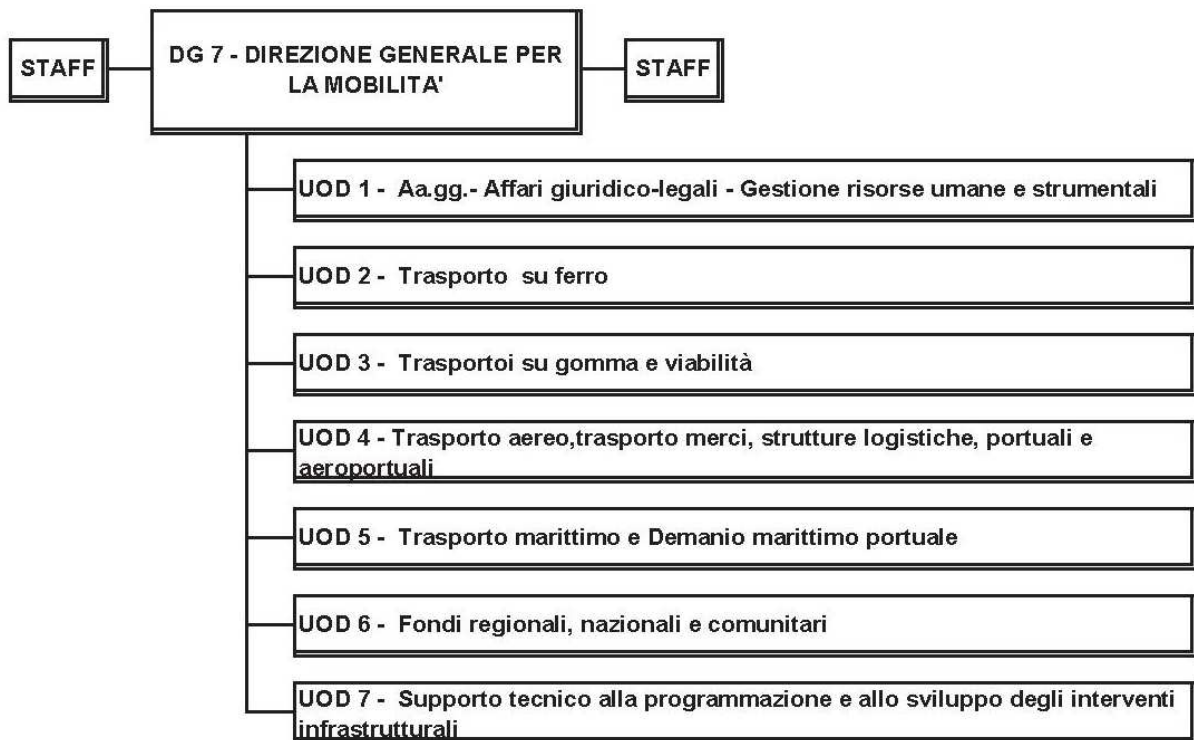 STAFF
DG 7 - DIREZIONE GENERALE PER
LA MOBILITA'
STAFF
UOD 1 - Aa.gg.- Affari giuridico-legali - Gestione risorse umane e strumentali
UOD 2 - Trasporto su ferro
UOD 3 - Trasportoi su gomma e viabilità
UOD 4 - Trasporto aereo,trasporto merci, strutture logistiche, portuali e
aeroportuali
UOD 5 - Trasporto marittimo e Demanio marittimo portuale
UOD 6 - Fondi regionali, nazionali e comunitari
UOD 7 - Supporto tecnico alla programmazione e allo sviluppo degli interventi
infrastrutturali